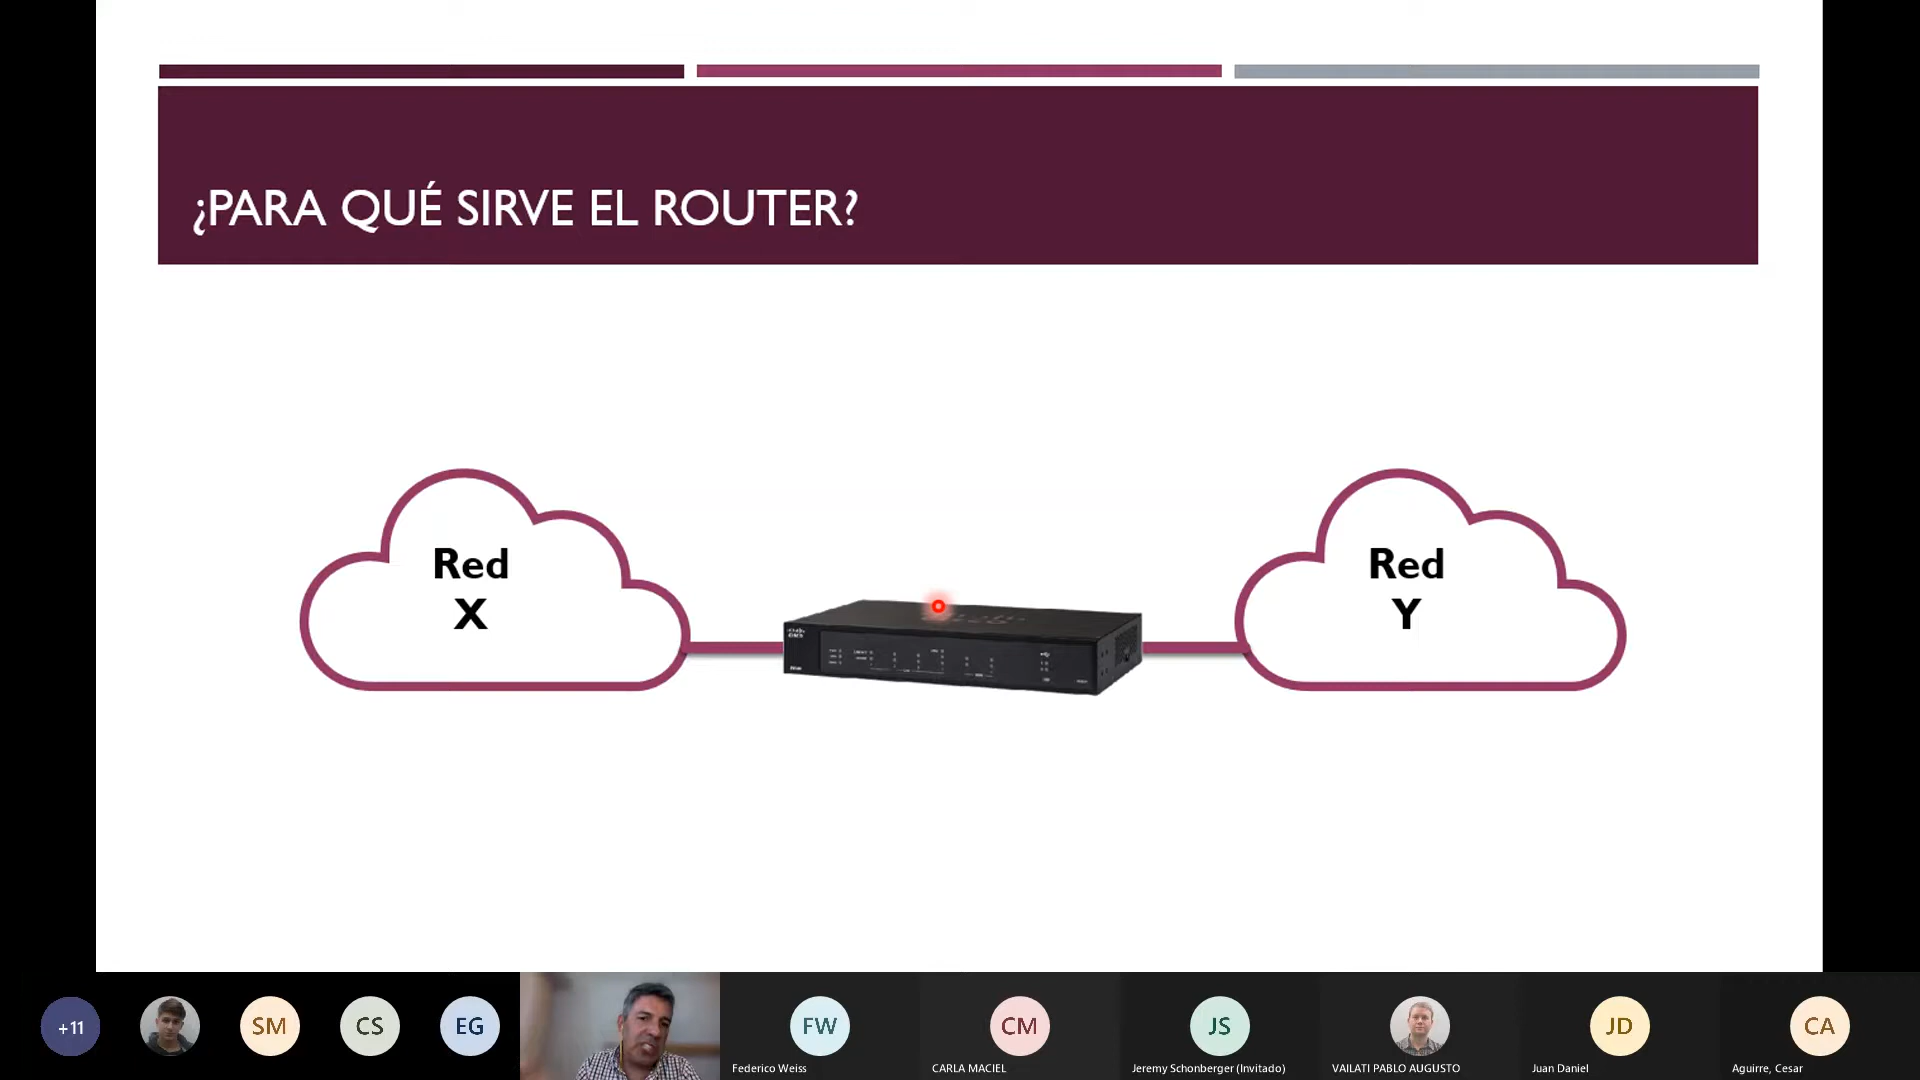 ¿PARA QUÉ SIRVE EL ROUTER?
Red
X
Red
Y
+11
SM
CS
EG
FW
CM
JS
JD
CA
Federico Weiss
CARLA MACIEL
Jeremy Schonberger (Invitado)
VAILATI PABLO AUGUSTO
Juan Daniel
Aguirre, Cesar